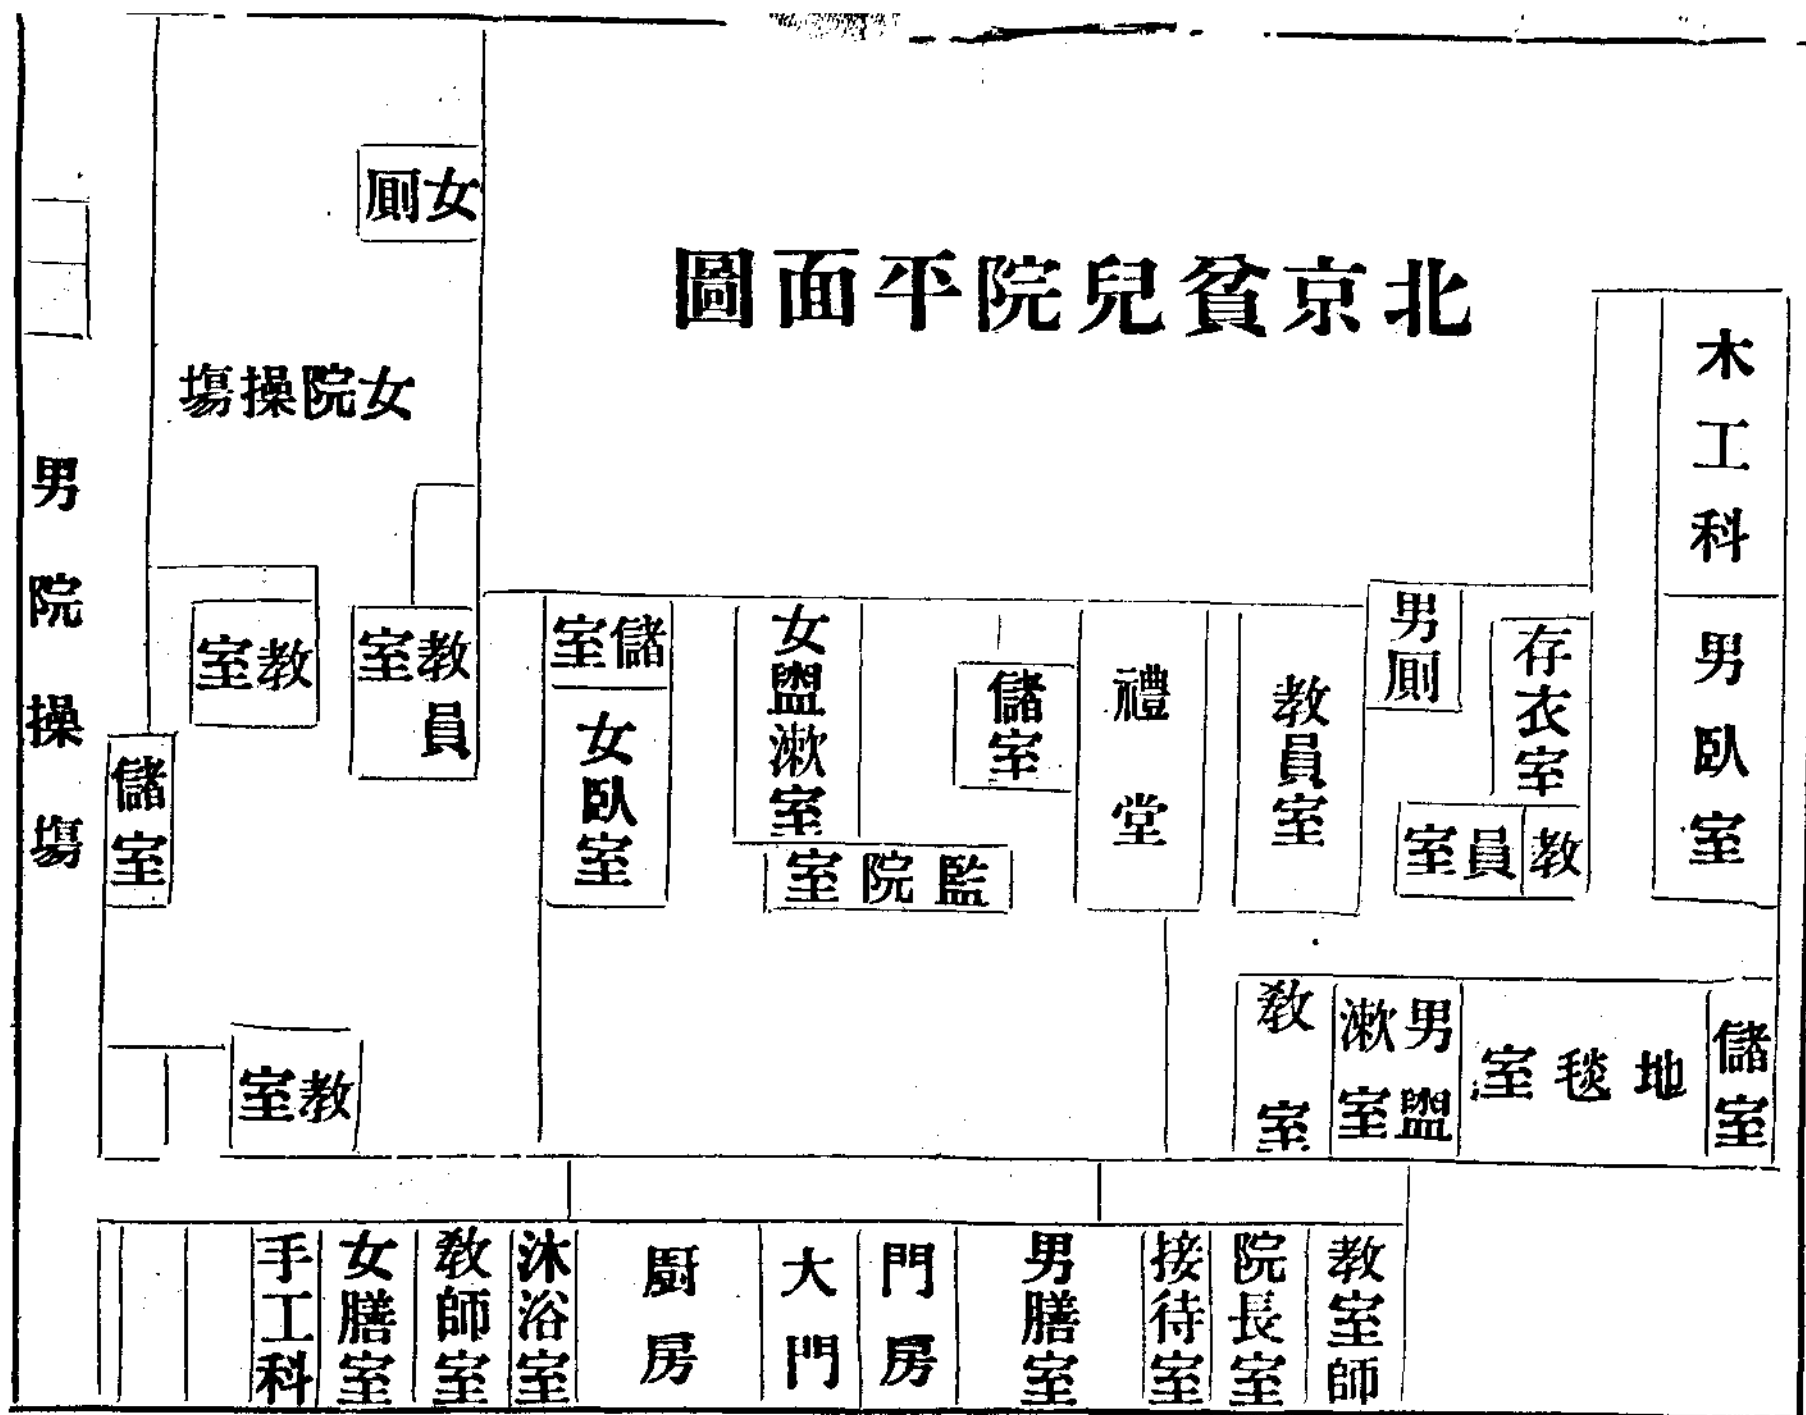 北京貧兒院平面圖
木工科
男臥室
存衣室
男廁
教員室
教員室
禮堂
儲室
女盥漱室
監院室
儲室
女臥室
女廁
女院操塲
教員室
教室
儲室
男院操塲
儲室
地毯室
男盥漱室
教室
教室
教室師
院長室
接待室
男膳室
門房
大門
廚房
沐浴室
教師室
女膳室
手工科